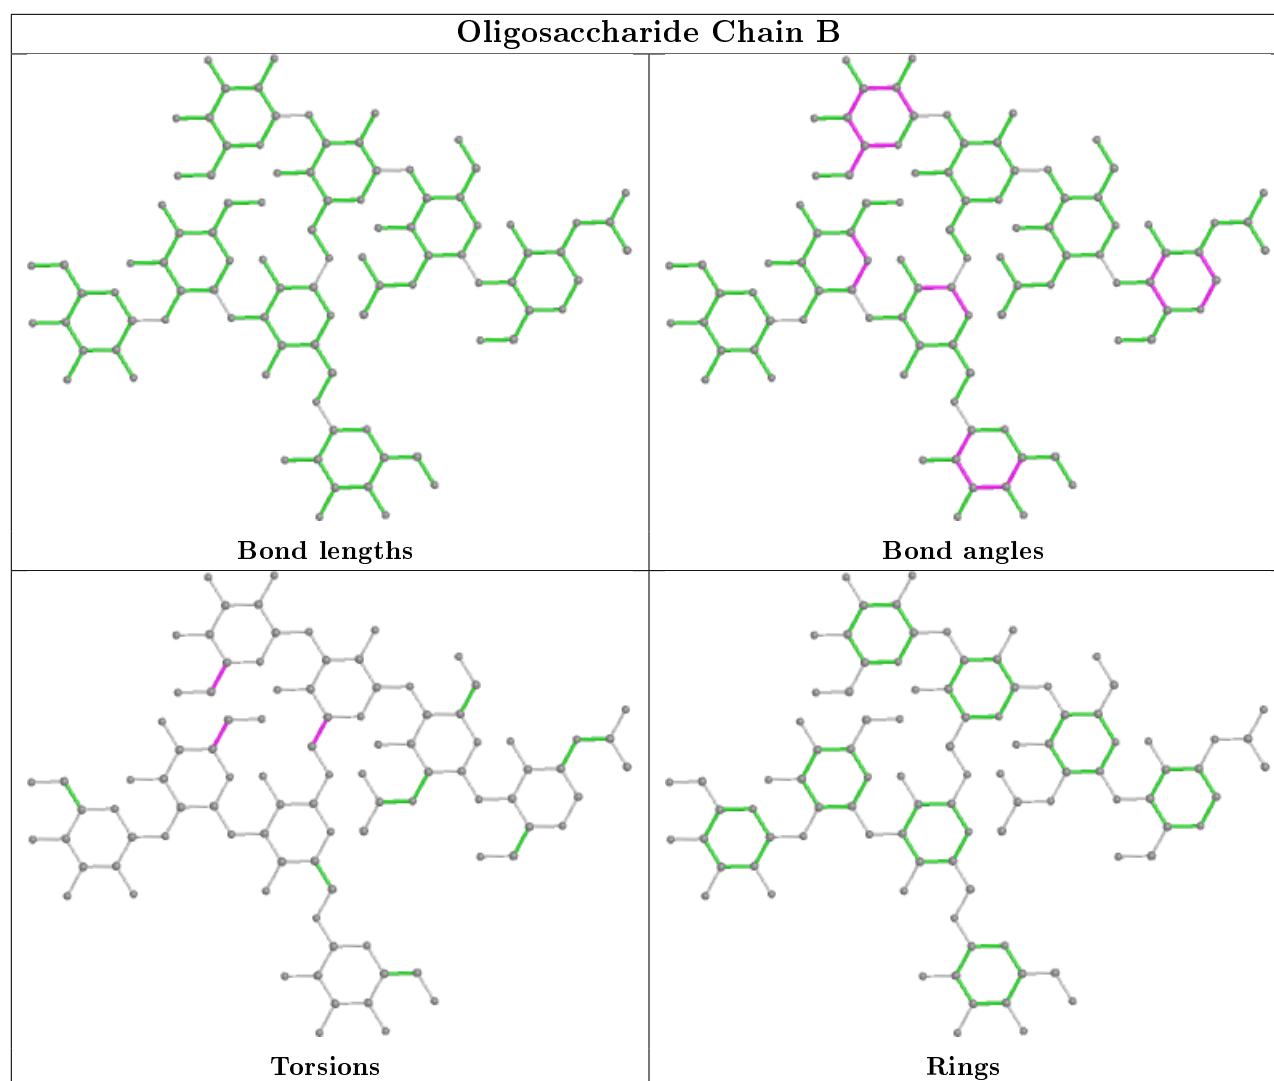 Oligosaccharide Chain B
Bond lengths
Bond angles
Torsions
Rings